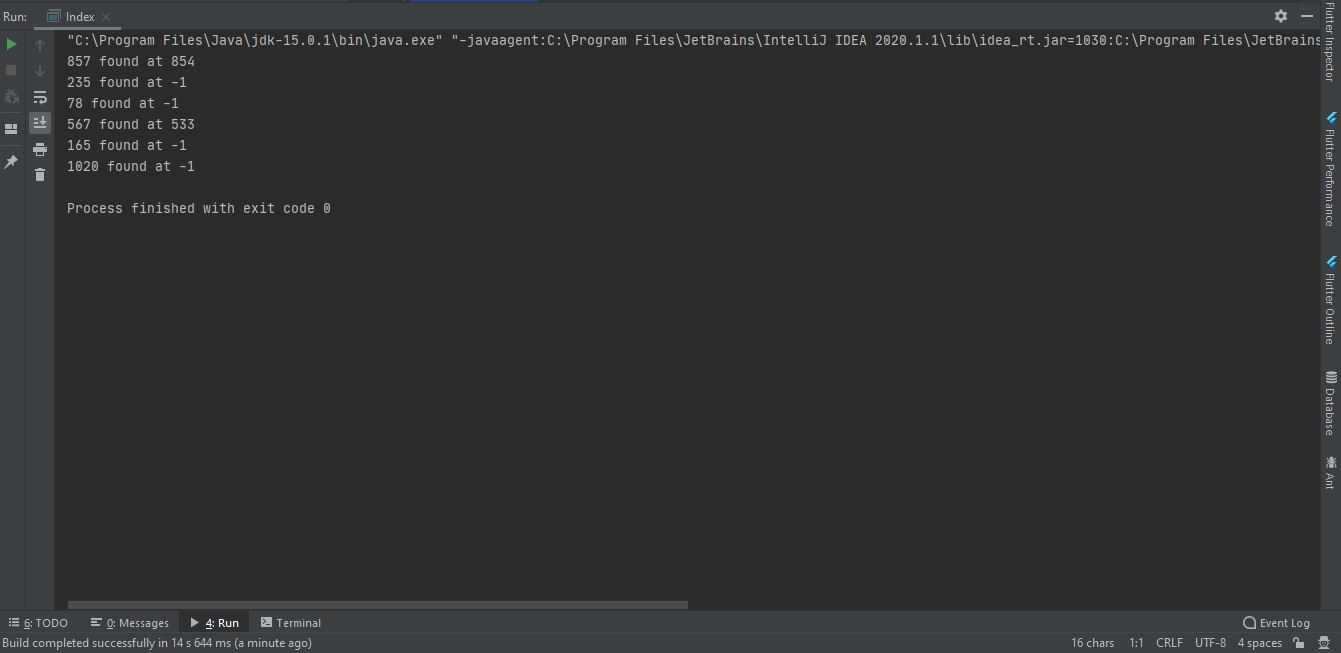 Run: Index
"C:\Program Files\Java\jdk-15.0.1\bin\java.exe" "-javaagent:C:\Program Files\JetBrains\IntelliJ IDEA 2020.1.1\lib\idea_rt.jar=1030:C:\Program Files\JetBrains
857 found at 854
235 found at -1
78 found at -1
567 found at 533
165 found at -1
1020 found at -1
Process finished with exit code 0
Flutter Inspector
Flutter Performance
Flutter Outline
Database
Ant
6: TODO 0: Messages 4: Run Terminal Event Log
Build completed successfully in 14 s 644 ms (a minute ago) 16 chars 1:1 CRLF UTF-8 4 spaces